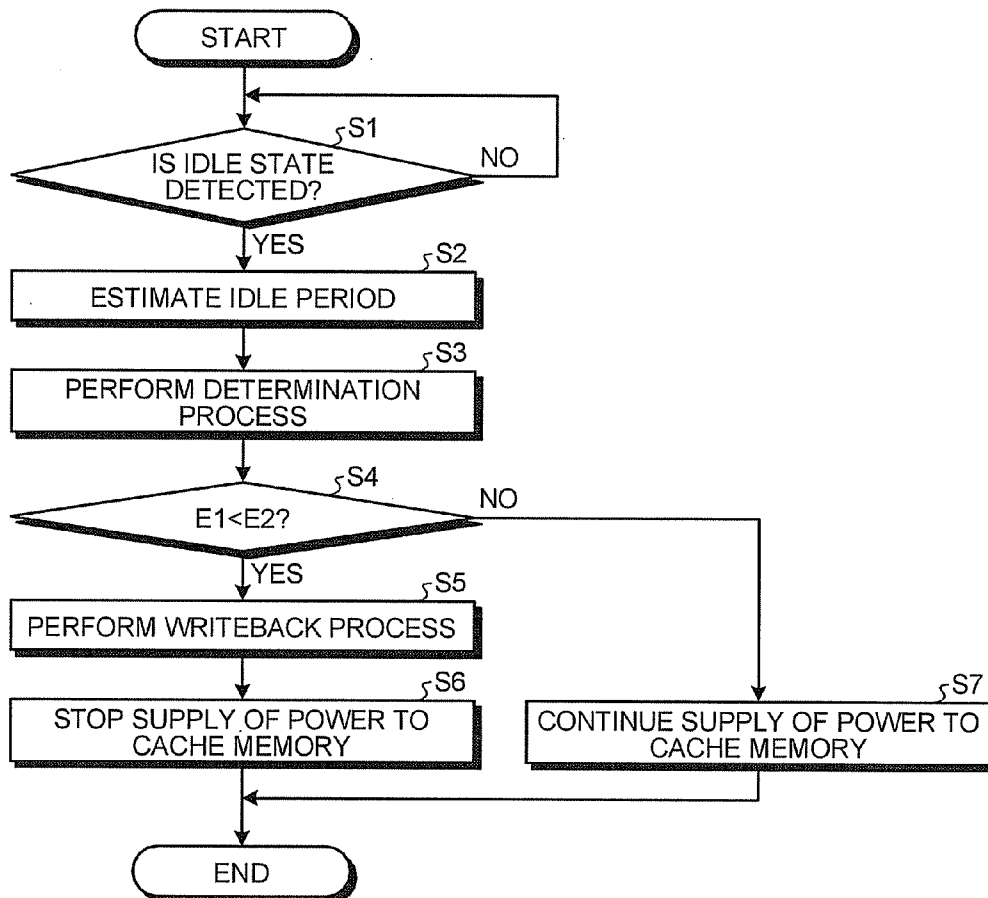 START
S1
IS IDLE STATE
DETECTED?
NO
YES
S2
ESTIMATE IDLE PERIOD
S3
PERFORM DETERMINATION
PROCESS
S4
E1<E2?
NO
YES
S5
PERFORM WRITEBACK PROCESS
S6
STOP SUPPLY OF POWER TO
CACHE MEMORY
S7
CONTINUE SUPPLY OF POWER TO
CACHE MEMORY
END